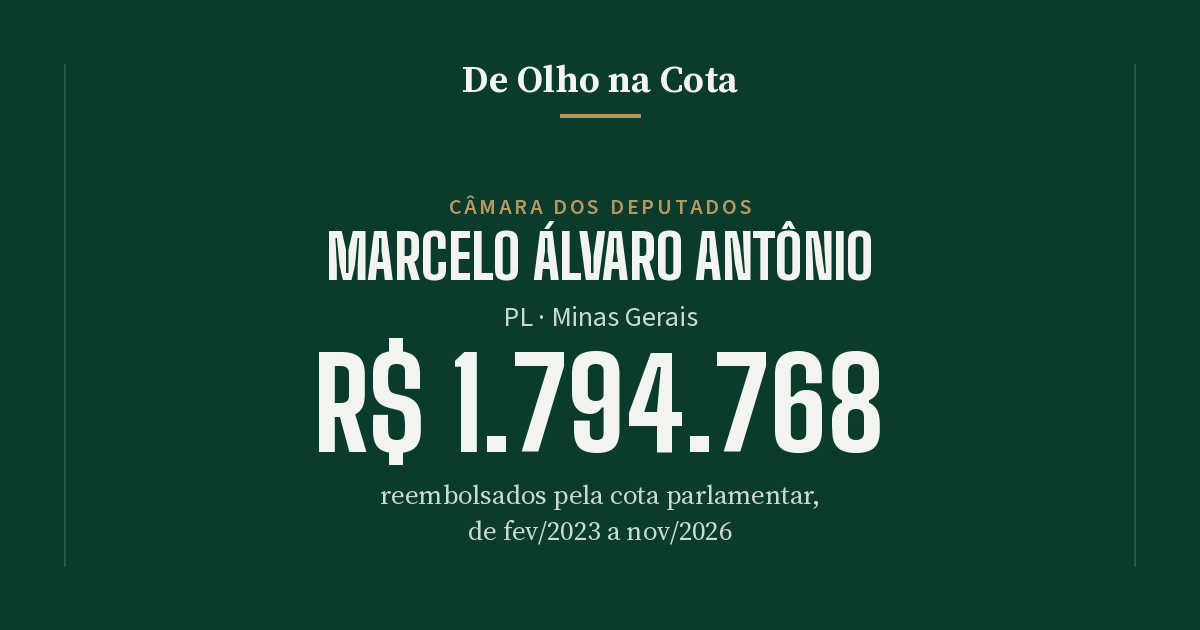 De Olho na Cota
CÂMARA DOS DEPUTADOS
MARCELO ÁLVARO ANTÔNIO
PL · Minas Gerais
R$ 1.794.768
reembolsados pela cota parlamentar,
de fev/2023 a nov/2026